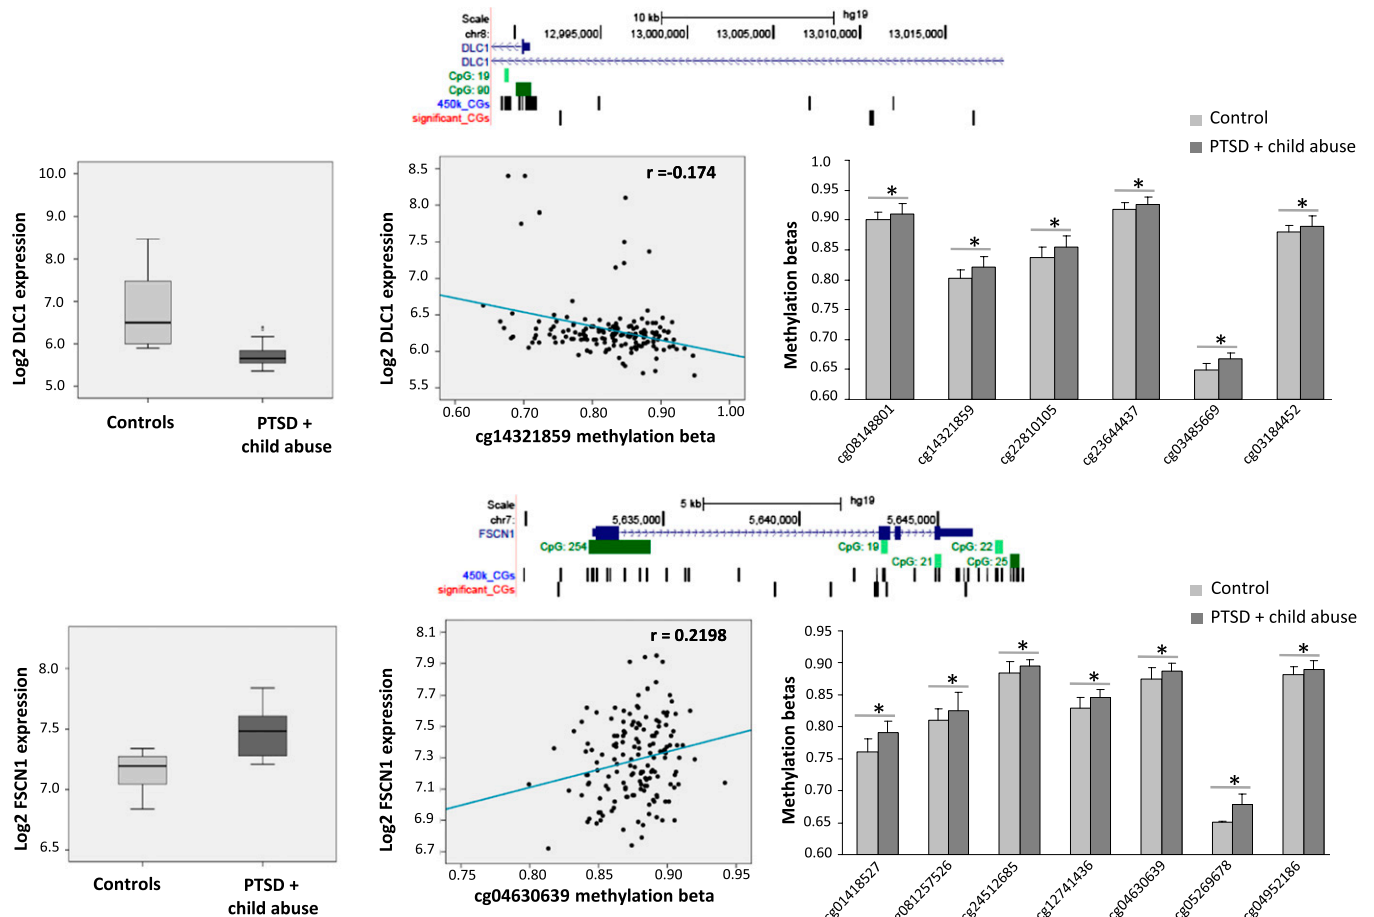 Scale
10 kb
hg19
chr8:
12,995,000
13,000,000
13,005,000
13,010,000
13,015,000
DLC1
DLC1
CpG: 19
CpG: 90
450k_CGs
significant_CGs
Control
PTSD + child abuse
Log2 DLC1 expression
10.0
9.0
8.0
7.0
6.0
5.0
Controls
PTSD +
child abuse
Log2 DLC1 expression
8.5
8.0
7.5
7.0
6.5
6.0
5.5
r =-0.174
0.60
0.70
0.80
0.90
1.00
cg14321859 methylation beta
Methylation betas
1.0
0.95
0.90
0.85
0.80
0.75
0.70
0.65
0.60
*
*
*
*
*
*
cg08148801
cg14321859
cg22810105
cg23644437
cg03485669
cg03184452
Scale
5 kb
hg19
chr7:
5,635,000
5,640,000
5,645,000
FSCN1
CpG: 254
CpG: 19
CpG: 22
CpG: 21
CpG: 25
450k_CGs
significant_CGs
Control
PTSD + child abuse
Log2 FSCN1 expression
8.0
7.5
7.0
6.5
Controls
PTSD +
child abuse
Log2 FSCN1 expression
8.1
7.9
7.7
7.5
7.3
7.1
6.9
6.7
r = 0.2198
0.75
0.80
0.85
0.90
0.95
cg04630639 methylation beta
Methylation betas
0.95
0.90
0.85
0.80
0.75
0.70
0.65
0.60
*
*
*
*
*
*
*
cg01418527
cg081257526
cg24512685
cg12741436
cg04630639
cg05269678
cg04952186